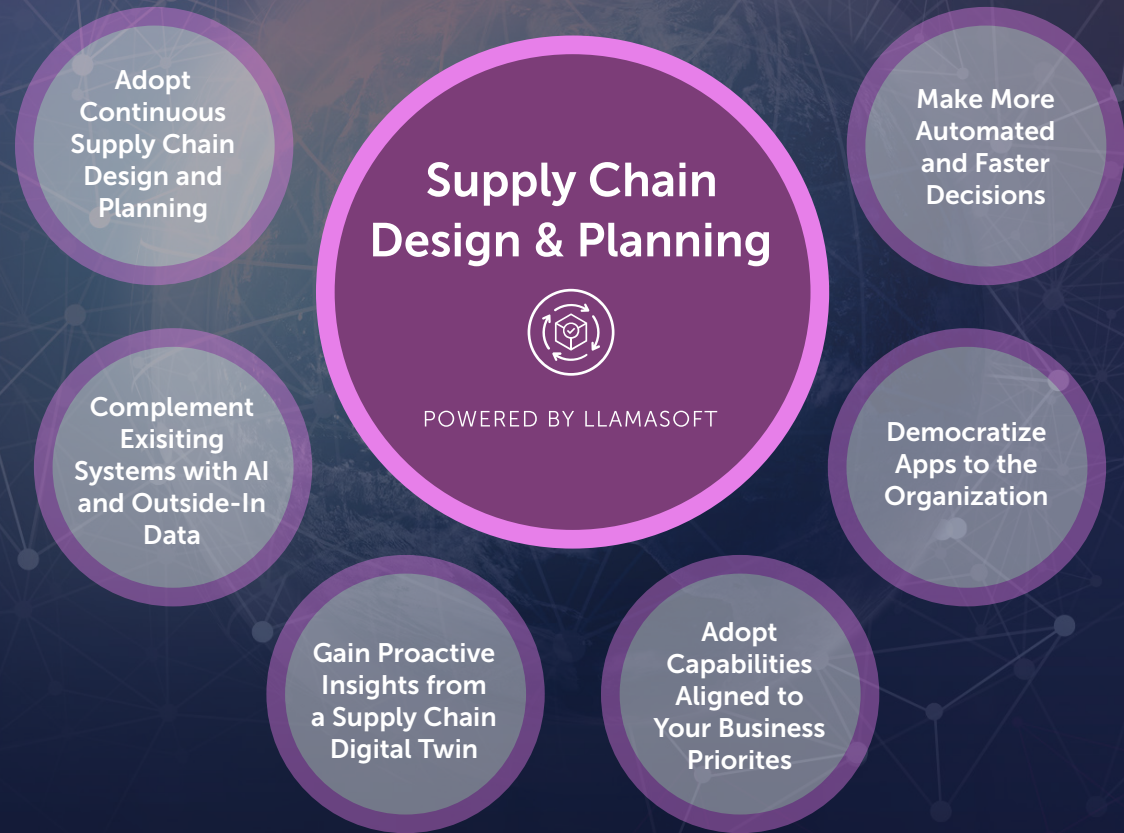 Adopt
Continuous
Supply Chain
Design and
Planning
Supply Chain
Design & Planning
POWERED BY LLAMASOFT
Make More
Automated
and Faster
Decisions
Complement
Exisiting
Systems with AI
and Outside-In
Data
Democratize
Apps to the
Organization
Gain Proactive
Insights from
a Supply Chain
Digital Twin
Adopt
Capabilities
Aligned to
Your Business
Priorites